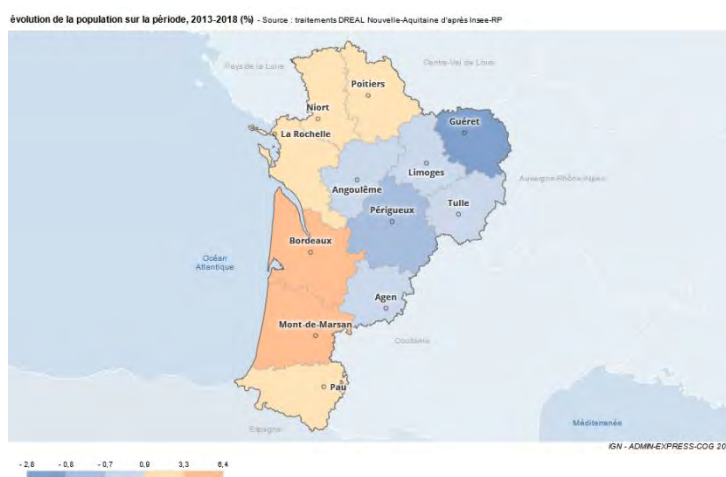 évolution de la population sur la période, 2013-2018 (%) - Source : traitements DREAL Nouvelle-Aquitaine d'après Insee-RP
Pays de la Loire
Centre-Val de Loire
Poitiers
Niort
Guéret
La Rochelle
Limoges
Auvergne-Rhône-Alpes
Angoulême
Tulle
Périgueux
Bordeaux
Océan
Atlantique
Agen
Mont-de-Marsan
Occitanie
Pau
Méditerranée
Espagne
IGN - ADMIN-EXPRESS-COG 20
- 2,8 - 0,8 - 0,7 0,9 3,3 6,4